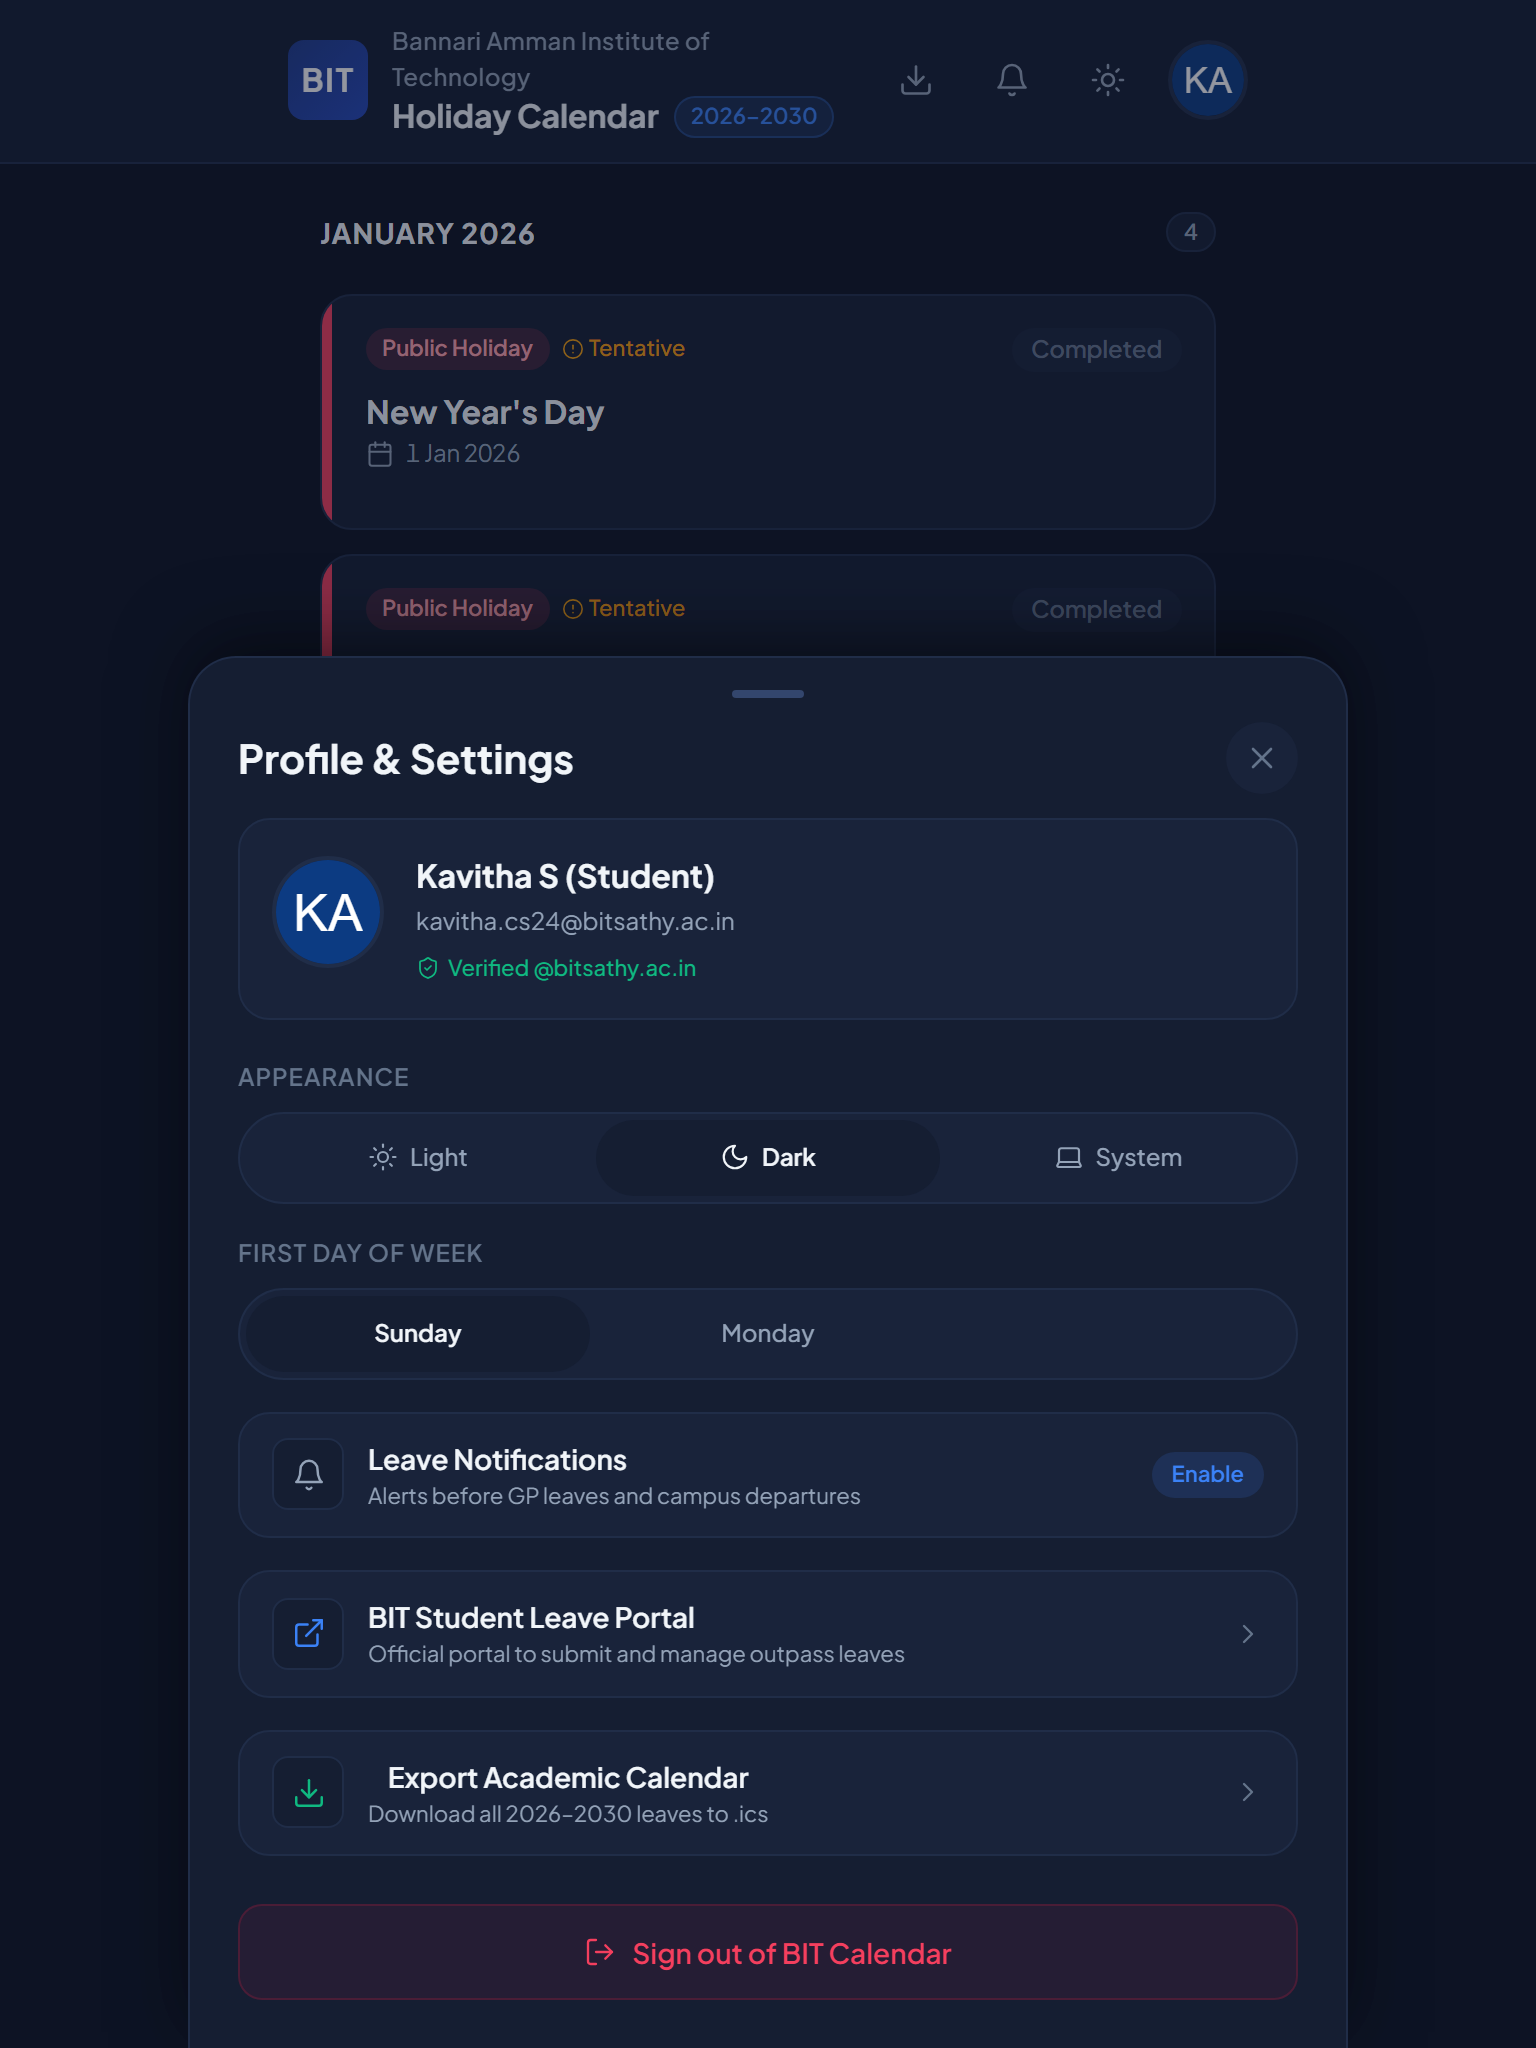 BIT
Bannari Amman Institute of
Technology
Holiday Calendar 2026–2030
KA
JANUARY 2026 4
Public Holiday Tentative Completed
New Year's Day
1 Jan 2026
Public Holiday Tentative Completed
Profile & Settings
KA
Kavitha S (Student)
kavitha.cs24@bitsathy.ac.in
Verified @bitsathy.ac.in
APPEARANCE
Light Dark System
FIRST DAY OF WEEK
Sunday Monday
Leave Notifications
Alerts before GP leaves and campus departures
Enable
BIT Student Leave Portal
Official portal to submit and manage outpass leaves
Export Academic Calendar
Download all 2026–2030 leaves to .ics
Sign out of BIT Calendar